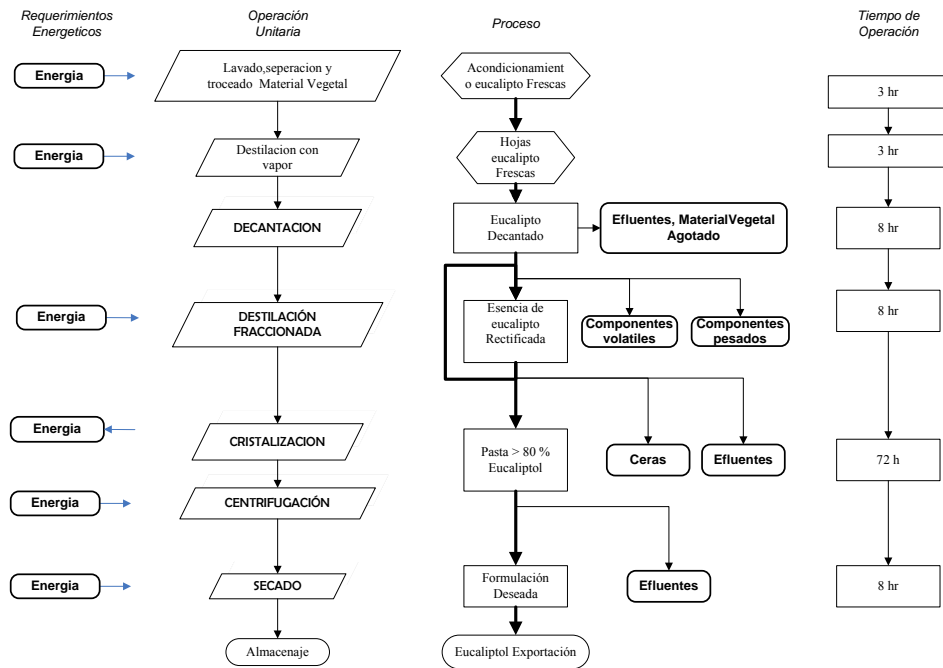 Requerimientos
Energeticos
Operación
Unitaria
Proceso
Tiempo de
Operación
Energia
Lavado,seperacion y
troceado Material Vegetal
Acondicionamient
o eucalipto Frescas
3 hr
Energia
Destilacion con
vapor
Hojas
eucalipto
Frescas
3 hr
DECANTACION
Eucalipto
Decantado
Efluentes, MaterialVegetal
Agotado
8 hr
Energia
DESTILACIÓN
FRACCIONADA
Esencia de
eucalipto
Rectificada
Componentes
volatiles
Componentes
pesados
8 hr
Energia
CRISTALIZACION
Pasta > 80 %
Eucaliptol
Ceras
Efluentes
72 h
Energia
CENTRIFUGACIÓN
Energia
SECADO
Formulación
Deseada
Efluentes
8 hr
Almacenaje
Eucaliptol Exportación